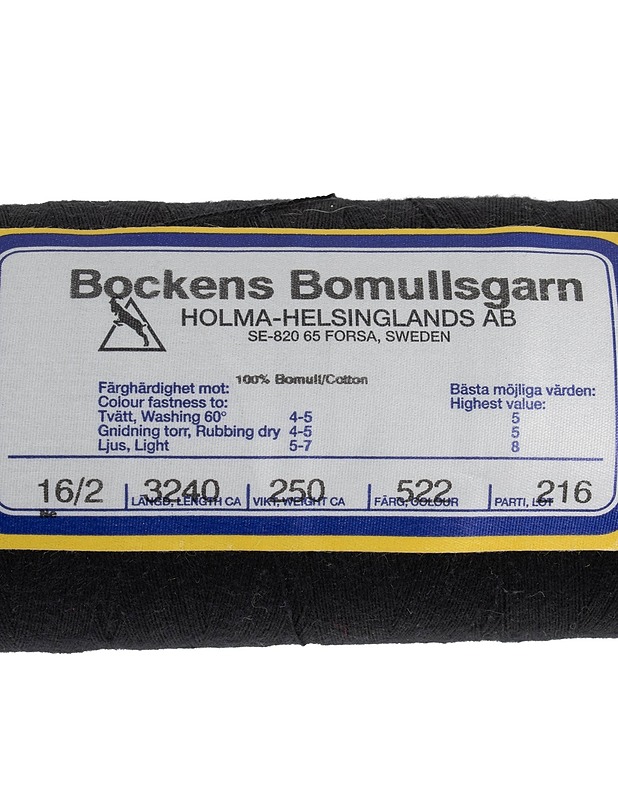 Bockens Bomullsgarn
HOLMA-HELSINGLANDS AB
SE-820 65 FORSA, SWEDEN
100% Bomull/Cotton
Färghärdighet mot: Bästa möjliga värden:
Colour fastness to: Highest value:
Tvätt, Washing 60° 4-5 5
Gnidning torr, Rubbing dry 4-5 5
Ljus, Light 5-7 8
16/2 3240 250 522 216
Ne LÄNGD, LENGTH CA VIKT, WEIGHT CA FÄRG, COLOUR PARTI, LOT